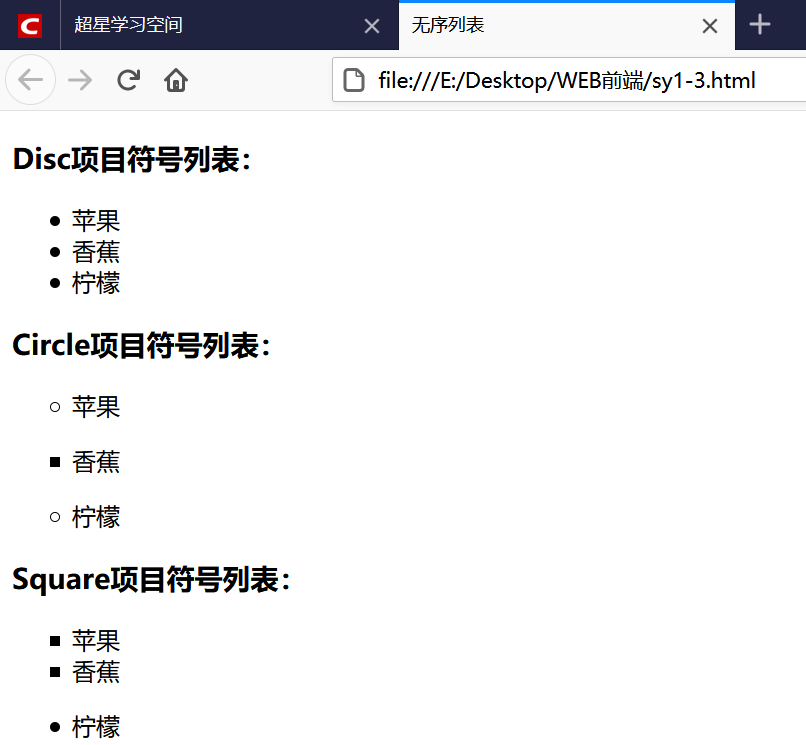 超星学习空间
无序列表
file:///E:/Desktop/WEB前端/sy1-3.html
Disc项目符号列表：
苹果
香蕉
柠檬
Circle项目符号列表：
苹果
香蕉
柠檬
Square项目符号列表：
苹果
香蕉
柠檬